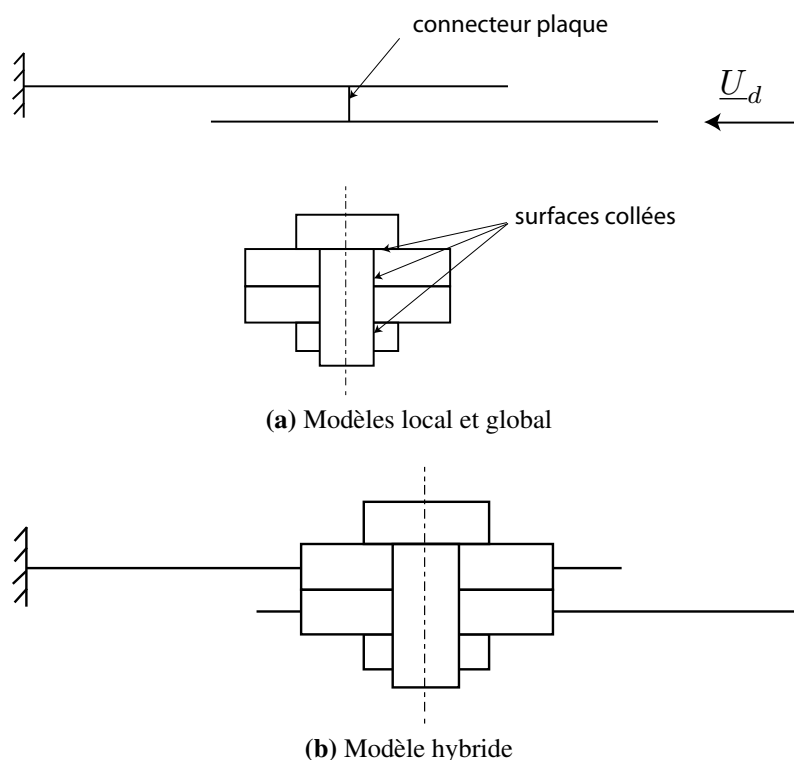 connecteur plaque
U_d
surfaces collées
(a) Modèles local et global
(b) Modèle hybride